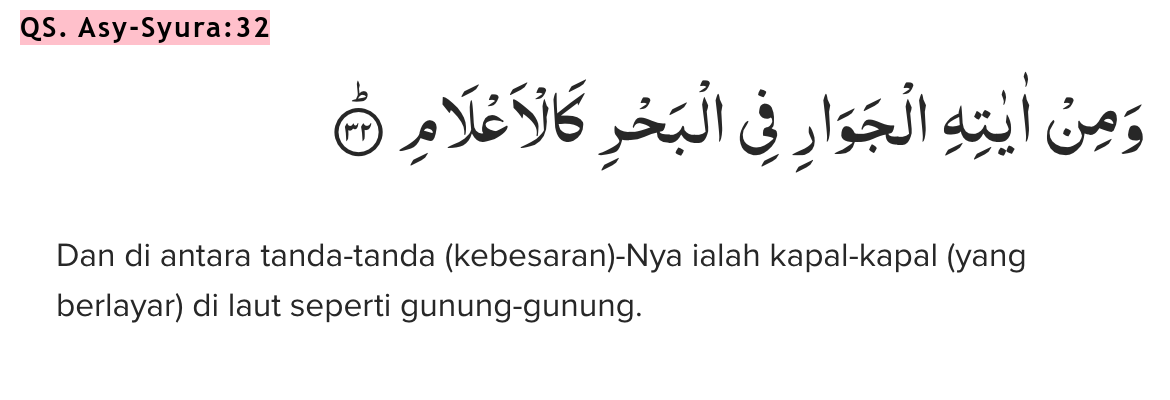 QS. Asy-Syura:32
وَمِنْ اٰيٰتِهِ الْجَوَارِ فِى الْبَحْرِ كَالْاَعْلَامِ ۗ ٣٢
Dan di antara tanda-tanda (kebesaran)-Nya ialah kapal-kapal (yang
berlayar) di laut seperti gunung-gunung.